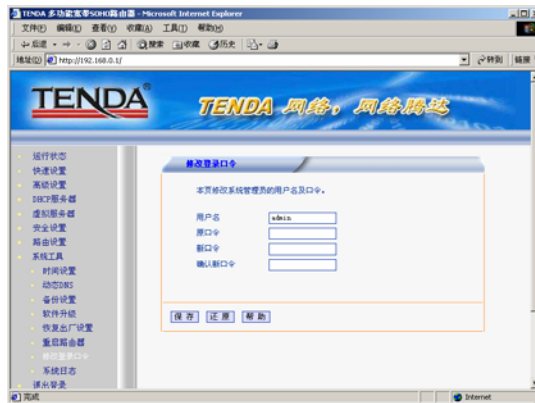 TENDA 多功能宽带SOHO路由器 - Microsoft Internet Explorer
文件(F) 编辑(E) 查看(V) 收藏(A) 工具(T) 帮助(H)
后退 搜索 收藏 历史
地址(D) http://192.168.0.1/ 转到 链接
TENDA®
TENDA 网络，网络腾达
运行状态
快速设置
高级设置
DHCP服务器
虚拟服务器
安全设置
路由设置
系统工具
时间设置
动态DNS
备份设置
软件升级
恢复出厂设置
重启路由器
修改登录口令
系统日志
退出登录
修改登录口令
本页修改系统管理员的用户名及口令。
用户名 admin
原口令
新口令
确认新口令
保 存 还 原 帮 助
完成 Internet